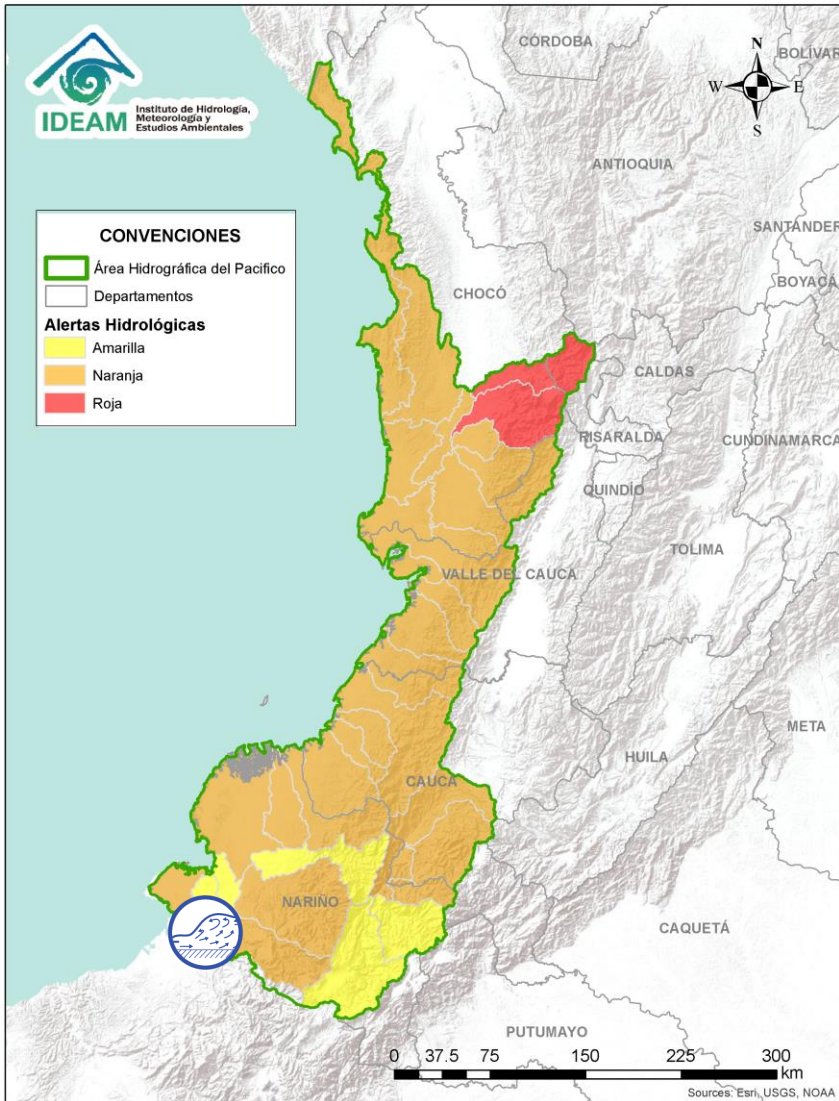 IDEAM
Instituto de Hidrología,
Meteorología y
Estudios Ambientales
CÓRDOBA
BOLÍVAR
N
W
E
S
ANTIOQUIA
SANTANDER
BOYACÁ
CONVENCIONES
Área Hidrográfica del Pacifico
Departamentos
Alertas Hidrológicas
Amarilla
Naranja
Roja
CHOCÓ
CALDAS
RISARALDA
CUNDINAMARCA
QUINDÍO
TOLIMA
VALLE DEL CAUCA
META
HUILA
CAUCA
NARIÑO
CAQUETÁ
PUTUMAYO
0 37.5 75 150 225 300
km
Sources: Esri, USGS, NOAA